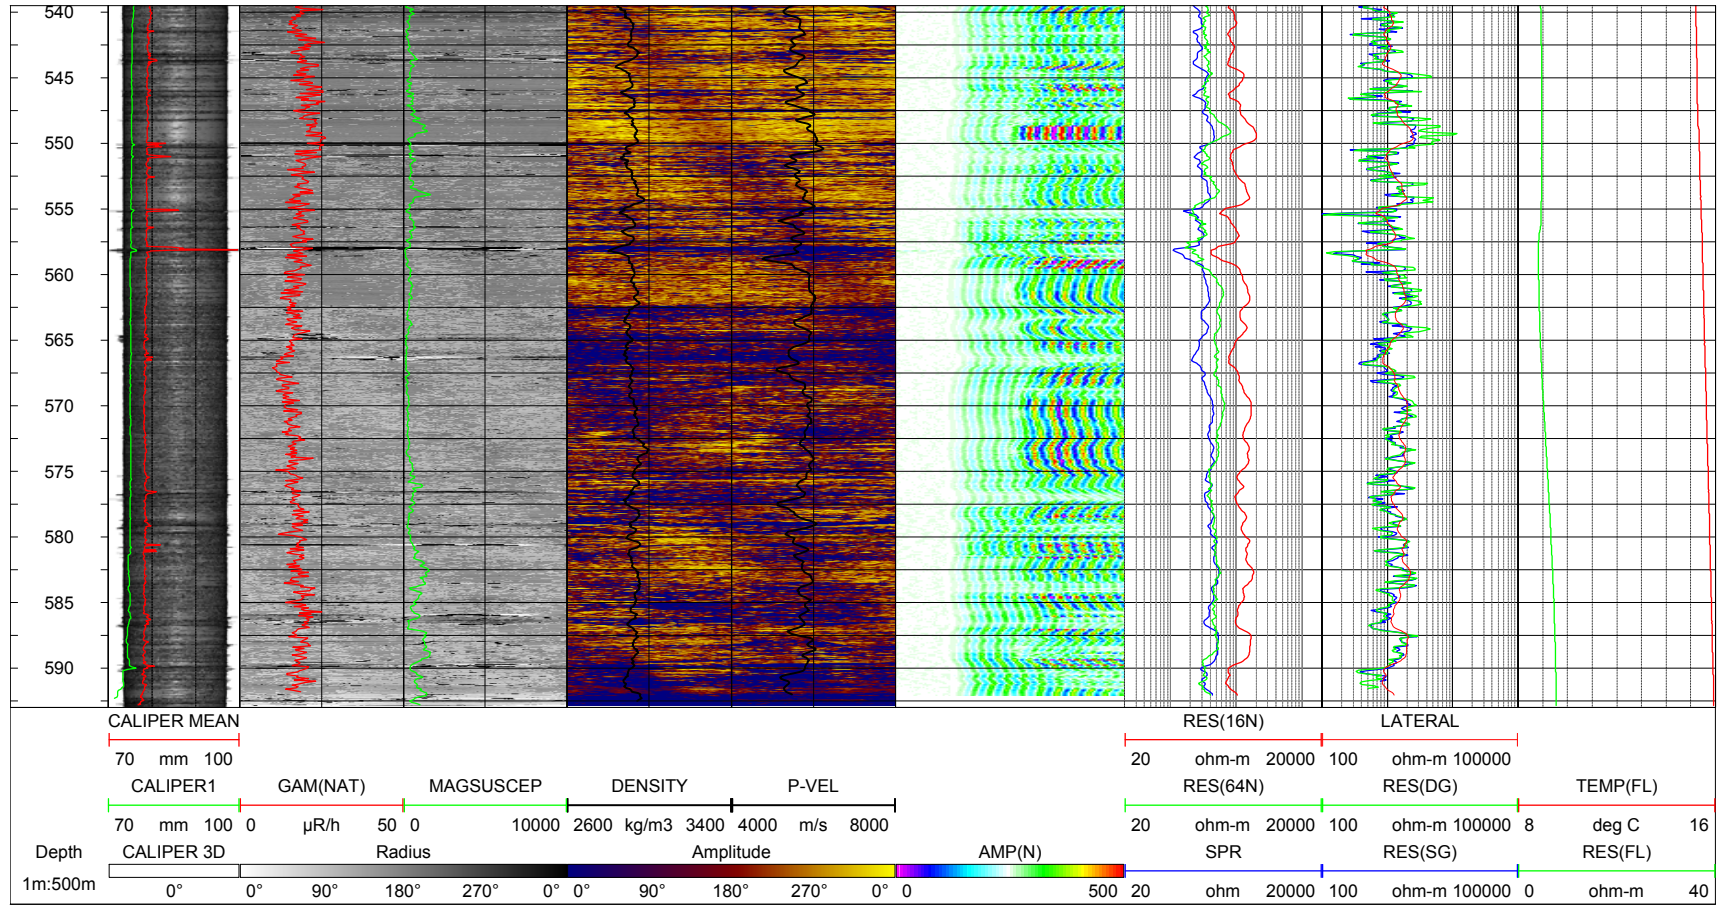 540
545
550
555
560
565
570
575
580
585
590
CALIPER MEAN RES(16N) LATERAL
70 mm 100 20 ohm-m 20000 100 ohm-m 100000
CALIPER1 GAM(NAT) MAGSUSCEP DENSITY P-VEL RES(64N) RES(DG) TEMP(FL)
70 mm 100 0 µR/h 50 0 10000 2600 kg/m3 3400 4000 m/s 8000 20 ohm-m 20000 100 ohm-m 100000 8 deg C 16
Depth CALIPER 3D Radius Amplitude AMP(N) SPR RES(SG) RES(FL)
1m:500m 0° 0° 90° 180° 270° 0° 0° 90° 180° 270° 0° 0 500 20 ohm 20000 100 ohm-m 100000 0 ohm-m 40